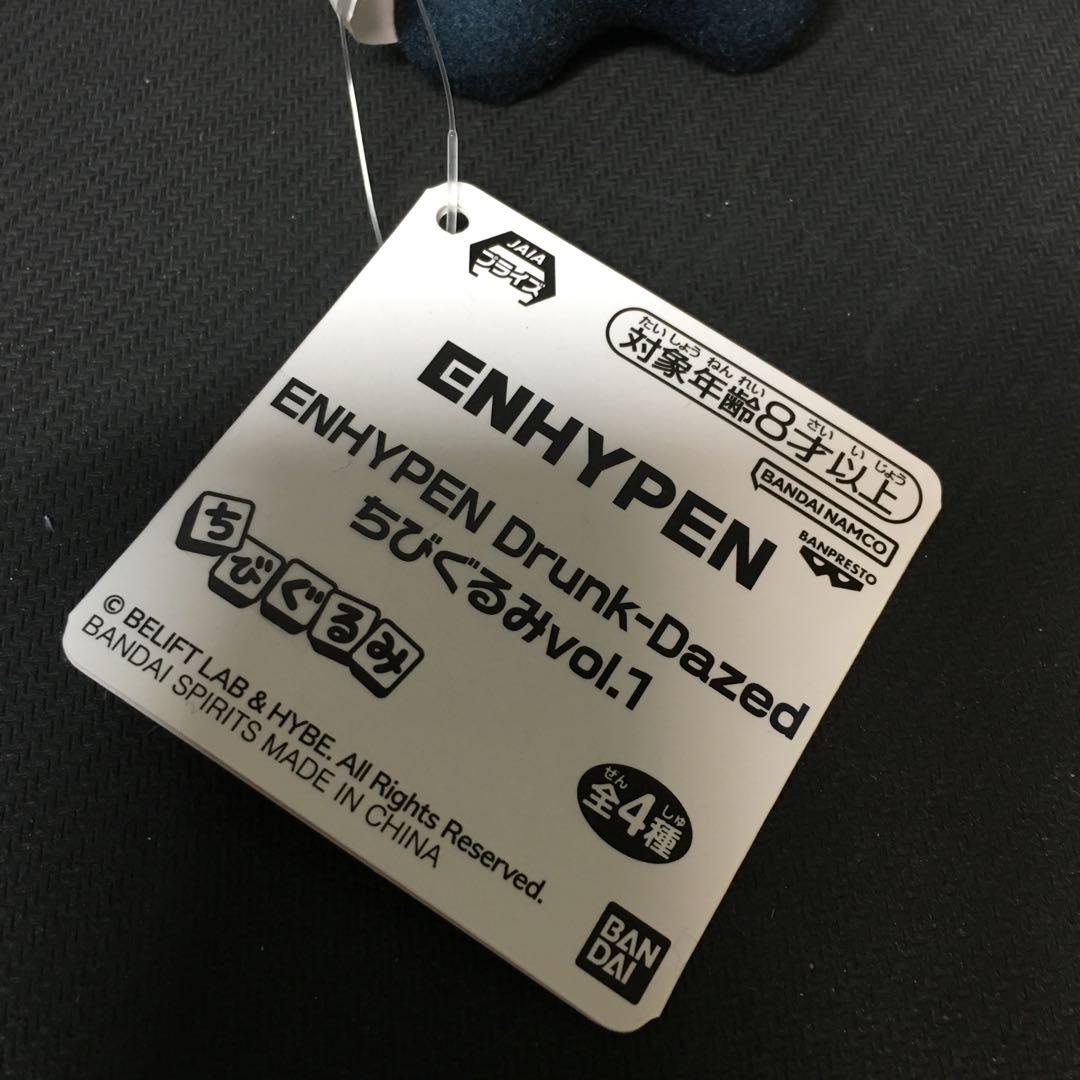 JAIA
プライズ
たいしょうねんれい さい いじょう
対象年齢8才以上
BANDAI NAMCO
BANPRESTO
ENHYPEN
ENHYPEN Drunk-Dazed
ちびぐるみvol.1
ちびぐるみ
© BELIFT LAB & HYBE. All Rights Reserved.
BANDAI SPIRITS MADE IN CHINA
ぜん しゅ
全4種
BAN
DAI